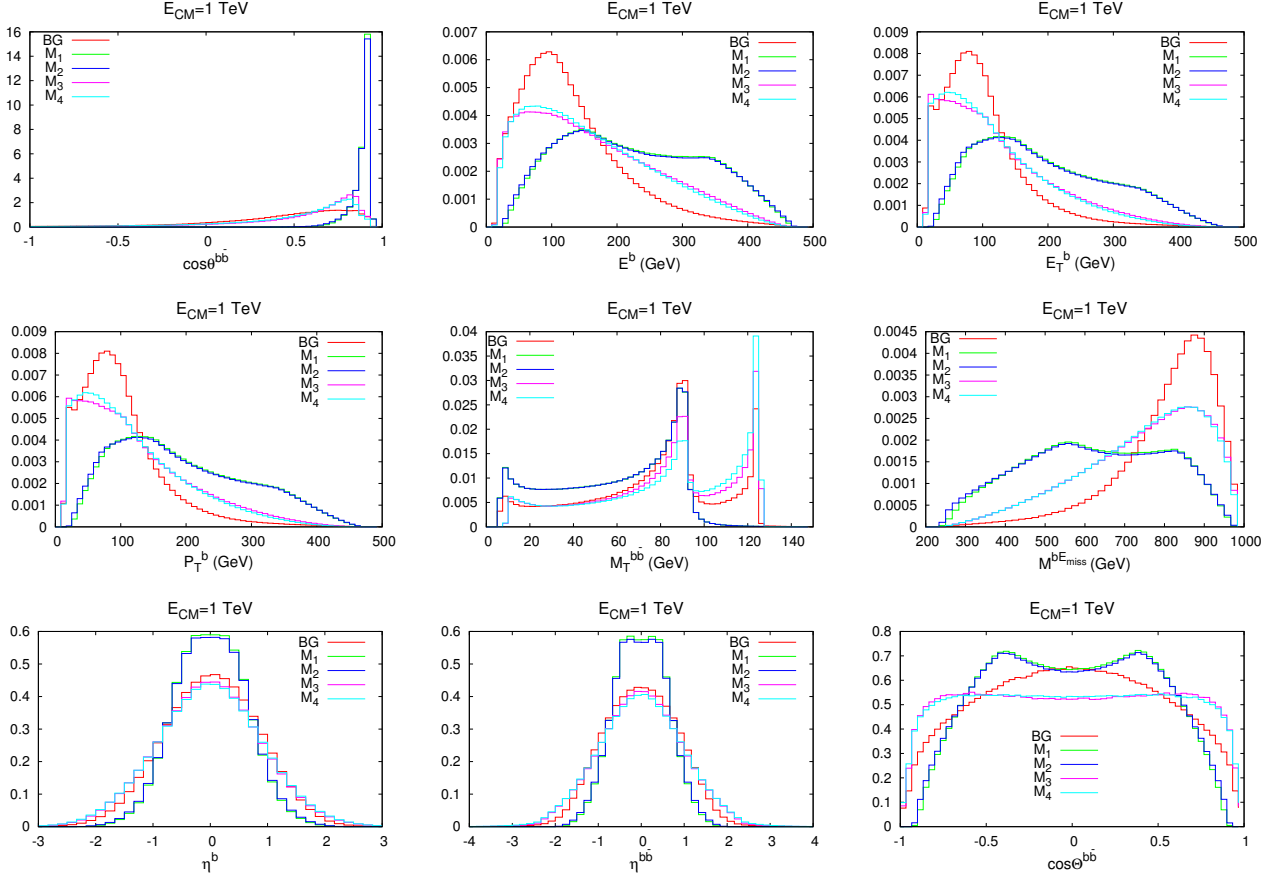 E_CM=1 TeV
16
14
12
10
8
6
4
2
0
BG
M_1
M_2
M_3
M_4
-1 -0.5 0 0.5 1
cosθ^bb̄
E_CM=1 TeV
0.007
0.006
0.005
0.004
0.003
0.002
0.001
0
BG
M_1
M_2
M_3
M_4
0 100 200 300 400 500
E^b (GeV)
E_CM=1 TeV
0.009
0.008
0.007
0.006
0.005
0.004
0.003
0.002
0.001
0
BG
M_1
M_2
M_3
M_4
0 100 200 300 400 500
E_T^b (GeV)
E_CM=1 TeV
0.009
0.008
0.007
0.006
0.005
0.004
0.003
0.002
0.001
0
BG
M_1
M_2
M_3
M_4
0 100 200 300 400 500
P_T^b (GeV)
E_CM=1 TeV
0.04
0.035
0.03
0.025
0.02
0.015
0.01
0.005
0
BG
M_1
M_2
M_3
M_4
0 20 40 60 80 100 120 140
M_T^bb̄ (GeV)
E_CM=1 TeV
0.0045
0.004
0.0035
0.003
0.0025
0.002
0.0015
0.001
0.0005
0
BG
M_1
M_2
M_3
M_4
200 300 400 500 600 700 800 900 1000
M^bE_miss (GeV)
E_CM=1 TeV
0.6
0.5
0.4
0.3
0.2
0.1
0
BG
M_1
M_2
M_3
M_4
-3 -2 -1 0 1 2 3
η^b
E_CM=1 TeV
0.6
0.5
0.4
0.3
0.2
0.1
0
BG
M_1
M_2
M_3
M_4
-4 -3 -2 -1 0 1 2 3 4
η^bb̄
E_CM=1 TeV
0.8
0.7
0.6
0.5
0.4
0.3
0.2
0.1
0
BG
M_1
M_2
M_3
M_4
-1 -0.5 0 0.5 1
cosΘ^bb̄